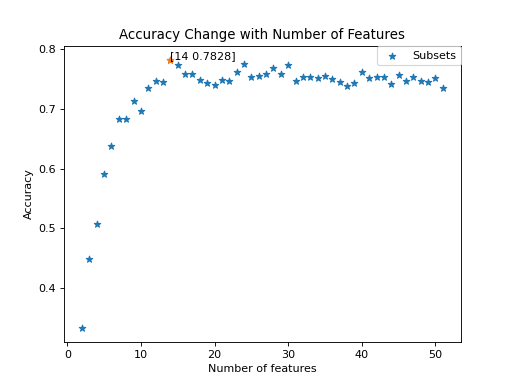 Accuracy Change with Number of Features
[14 0.7828]
Subsets
0.8
0.7
0.6
0.5
0.4
Accuracy
0 10 20 30 40 50
Number of features